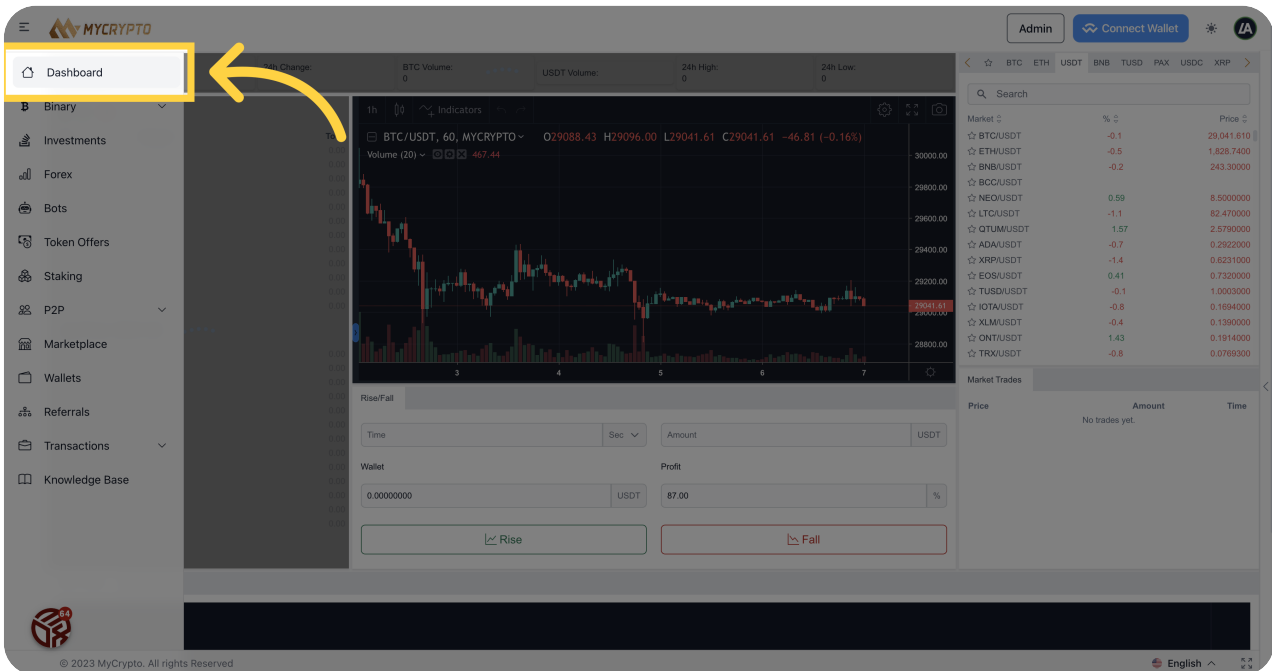 MYCRYPTO
Admin
Connect Wallet
Dashboard
Binary
Investments
Forex
Bots
Token Offers
Staking
P2P
Marketplace
Wallets
Referrals
Transactions
Knowledge Base
64
24h Change:
BTC Volume:
0
USDT Volume:
24h High:
0
24h Low:
0
1h
Indicators
BTC/USDT, 60, MYCRYPTO
O29088.43 H29096.00 L29041.61 C29041.61 −46.81 (−0.16%)
Volume (20)
467.44
30000.00
29800.00
29600.00
29400.00
29200.00
29041.61
29000.00
28800.00
3 4 5 6 7
Rise/Fall
Time Sec Amount USDT
Wallet Profit
0.00000000 USDT 87.00 %
Rise Fall
BTC ETH USDT BNB TUSD PAX USDC XRP
Search
Market % Price
BTC/USDT -0.1 29,041.610
ETH/USDT -0.5 1,828.7400
BNB/USDT -0.2 243.30000
BCC/USDT
NEO/USDT 0.59 8.5000000
LTC/USDT -1.1 82.470000
QTUM/USDT 1.57 2.5790000
ADA/USDT -0.7 0.2922000
XRP/USDT -1.4 0.6231000
EOS/USDT 0.41 0.7320000
TUSD/USDT -0.1 1.0003000
IOTA/USDT -0.8 0.1694000
XLM/USDT -0.4 0.1390000
ONT/USDT 1.43 0.1914000
TRX/USDT -0.8 0.0769300
Market Trades
Price Amount Time
No trades yet.
© 2023 MyCrypto. All rights Reserved
English